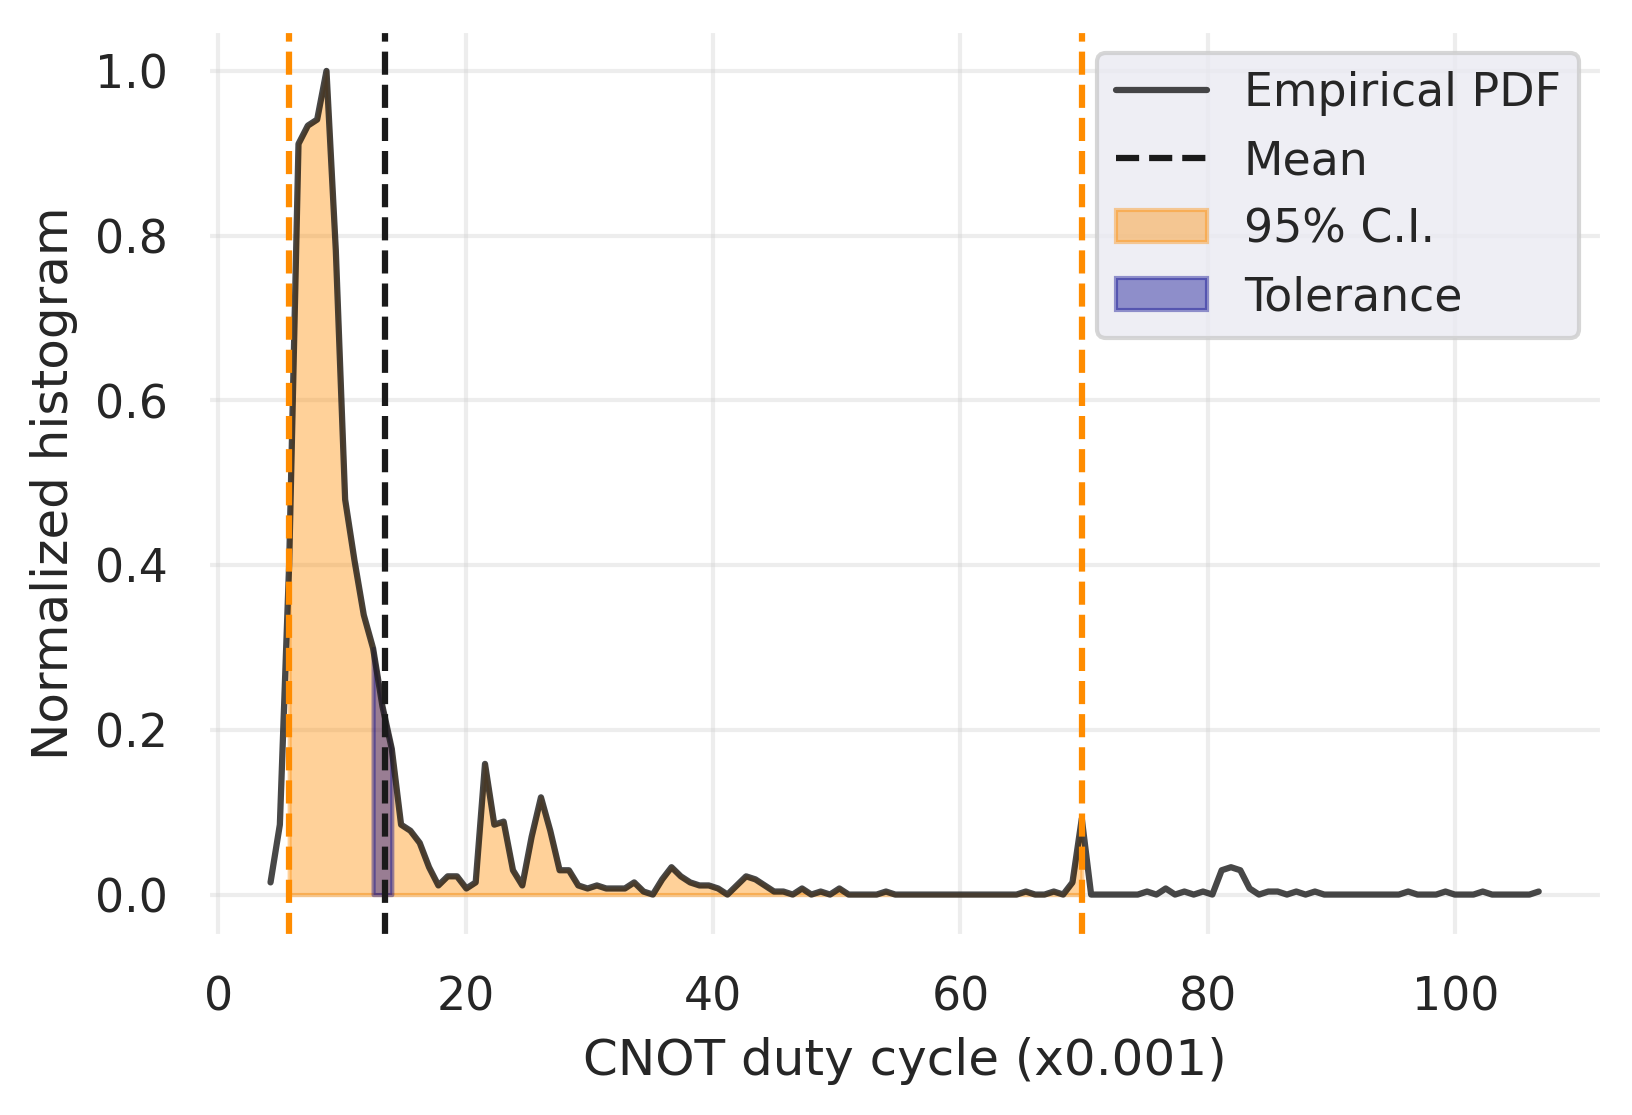 Normalized histogram
1.0
0.8
0.6
0.4
0.2
0.0
Empirical PDF
Mean
95% C.I.
Tolerance
0 20 40 60 80 100
CNOT duty cycle (x0.001)